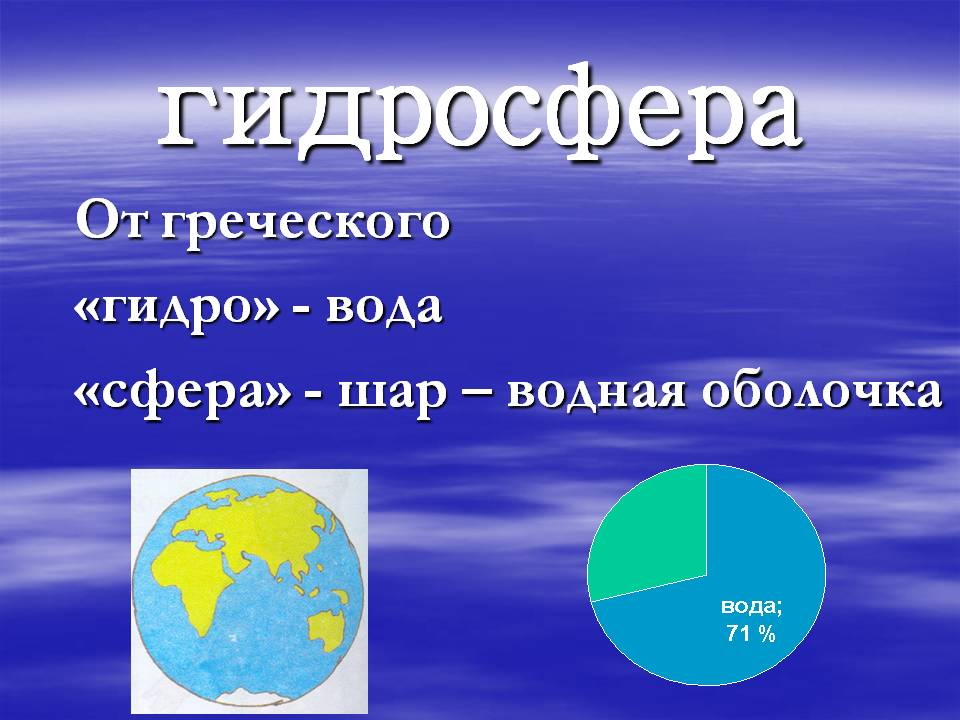 гидросфера
От греческого
«гидро» - вода
«сфера» - шар – водная оболочка
вода;
71 %